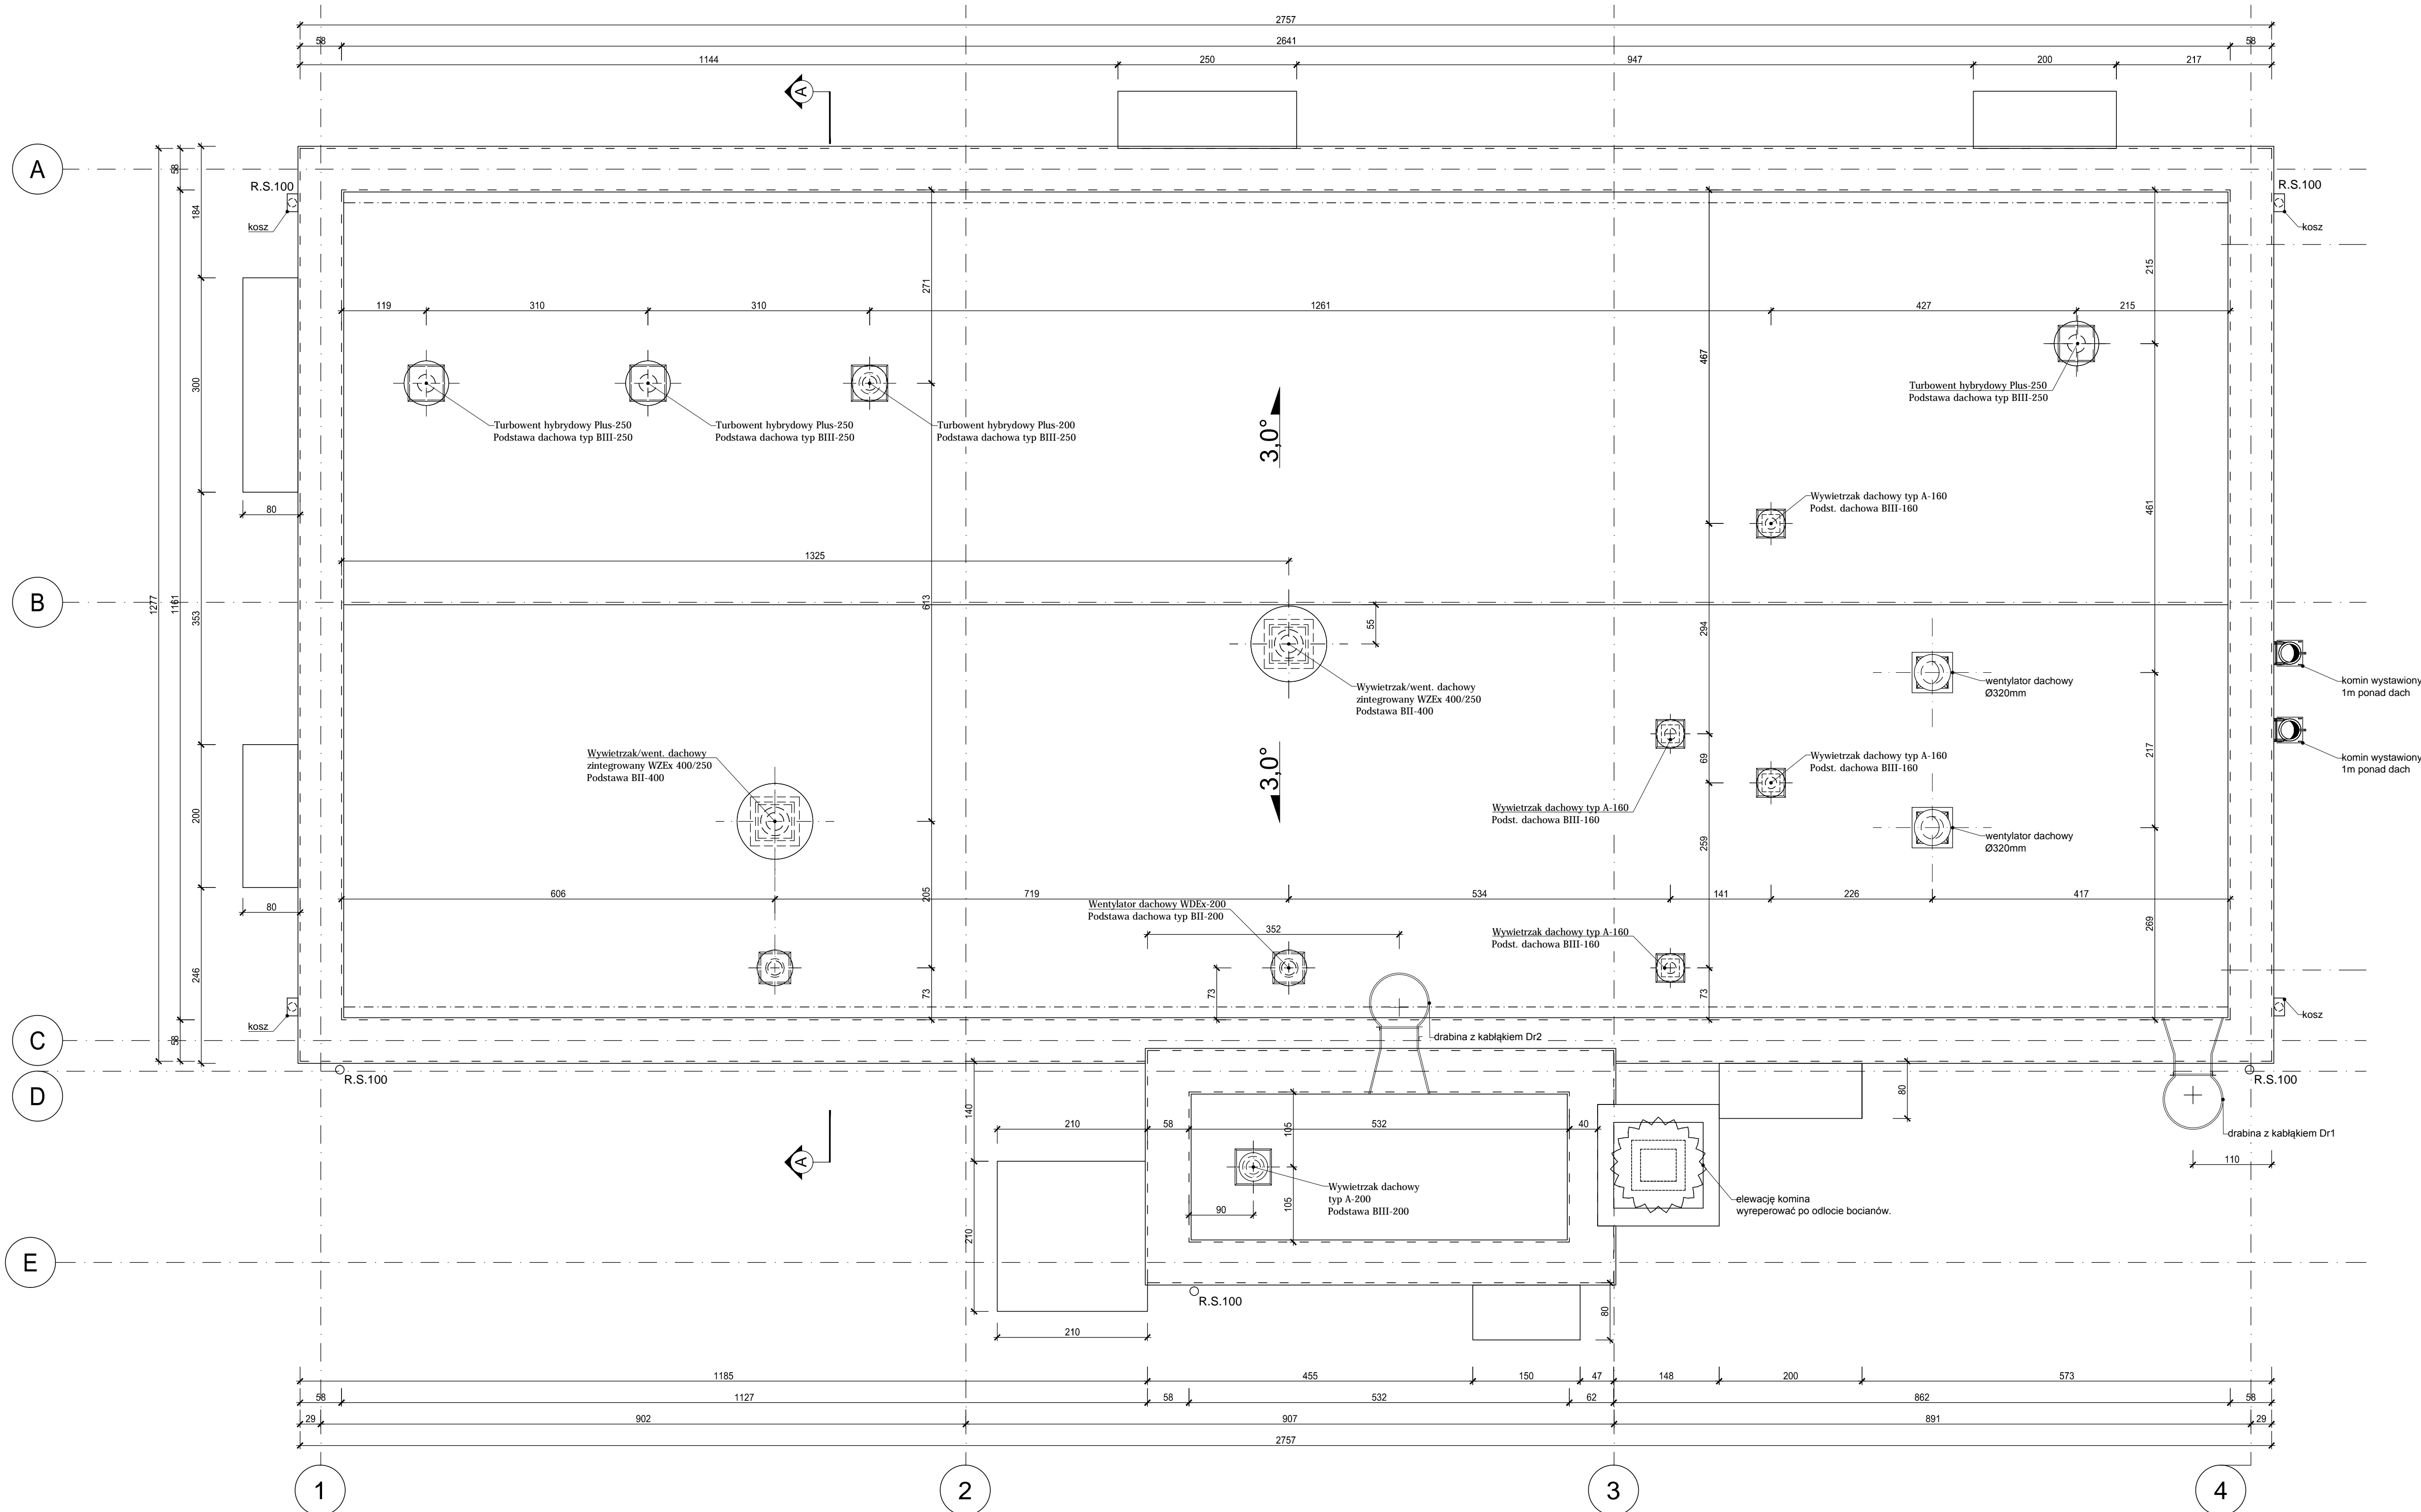 2757
58
2641
58
1144
250
947
200
217
A
A
58
R.S.100
R.S.100
184
kosz
kosz
271
215
119
310
310
1261
427
215
467
300
Turbowent hybrydowy Plus-250
Podstawa dachowa typ BIII-250
Turbowent hybrydowy Plus-250
Podstawa dachowa typ BIII-250
Turbowent hybrydowy Plus-250
Podstawa dachowa typ BIII-250
Turbowent hybrydowy Plus-200
Podstawa dachowa typ BIII-250
3,0°
461
Wywietrzak dachowy typ A-160
Podst. dachowa BIII-160
80
1325
B
1277
1161
353
613
55
294
Wywietrzak/went. dachowy
zintegrowany WZEx 400/250
Podstawa BII-400
wentylator dachowy
Ø320mm
komin wystawiony
1m ponad dach
Wywietrzak/went. dachowy
zintegrowany WZEx 400/250
Podstawa BII-400
3,0°
69
Wywietrzak dachowy typ A-160
Podst. dachowa BIII-160
217
komin wystawiony
1m ponad dach
Wywietrzak dachowy typ A-160
Podst. dachowa BIII-160
200
259
wentylator dachowy
Ø320mm
606
205
719
534
141
226
417
80
Wentylator dachowy WDEx-200
Podstawa dachowa typ BII-200
352
Wywietrzak dachowy typ A-160
Podst. dachowa BIII-160
269
246
73
73
73
kosz
kosz
C
58
drabina z kabłąkiem Dr2
R.S.100
R.S.100
D
140
80
210
58
105
532
40
drabina z kabłąkiem Dr1
A
110
Wywietrzak dachowy
typ A-200
Podstawa BIII-200
elewację komina
wyreperować po odlocie bocianów.
90
105
210
E
R.S.100
80
210
1185
455
150
47
148
200
573
58
1127
58
532
62
862
58
29
902
907
891
29
2757
1
2
3
4